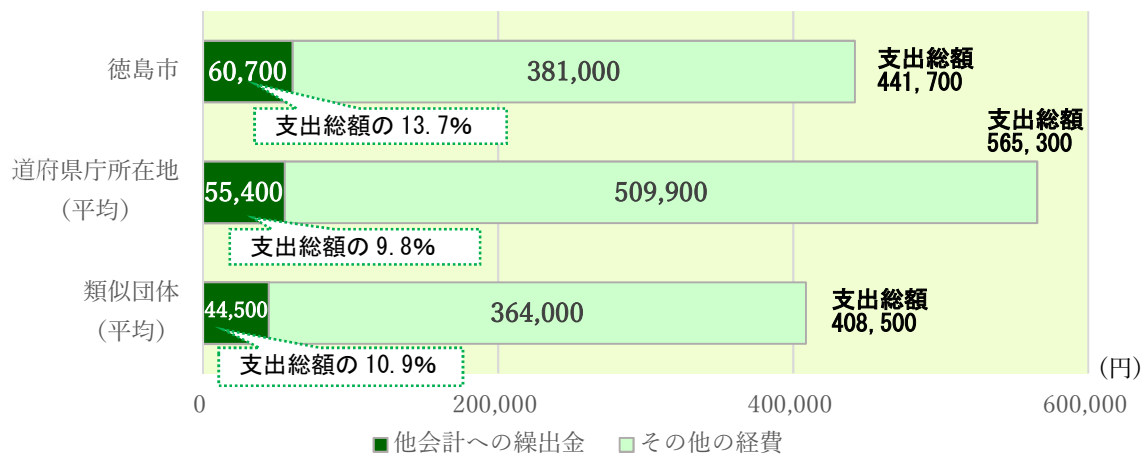 徳島市
60,700
381,000
支出総額
441,700
支出総額の 13.7%
支出総額
565,300
道府県庁所在地
（平均）
55,400
509,900
支出総額の 9.8%
類似団体
（平均）
44,500
364,000
支出総額
408,500
支出総額の 10.9%
（円）
0
200,000
400,000
600,000
他会計への繰出金
その他の経費